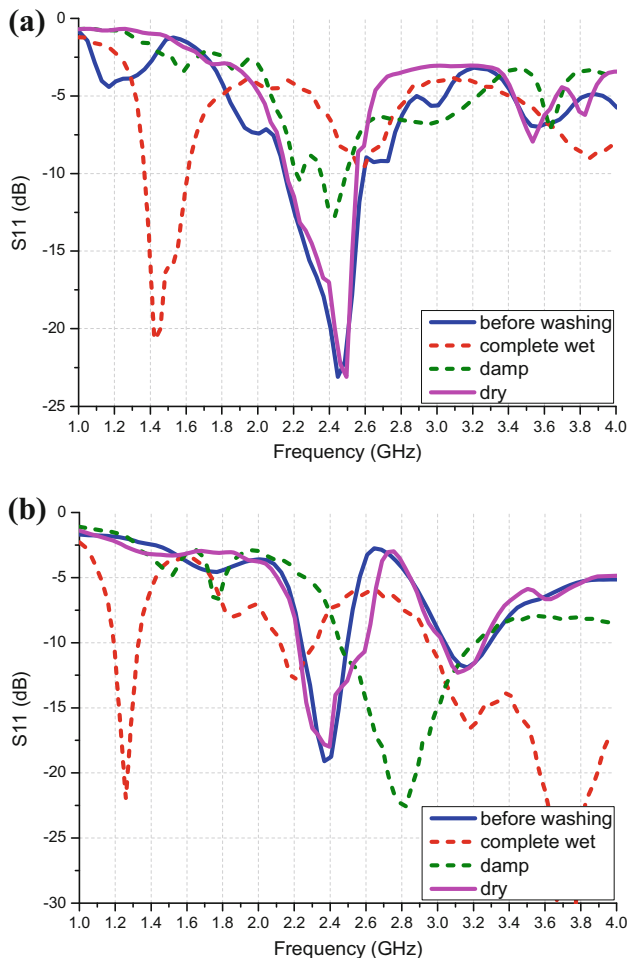 (a)
0
-5
-10
-15
-20
-25
S11 (dB)
before washing
complete wet
damp
dry
1.0 1.2 1.4 1.6 1.8 2.0 2.2 2.4 2.6 2.8 3.0 3.2 3.4 3.6 3.8 4.0
Frequency (GHz)
(b)
0
-5
-10
-15
-20
-25
-30
S11 (dB)
before washing
complete wet
damp
dry
1.0 1.2 1.4 1.6 1.8 2.0 2.2 2.4 2.6 2.8 3.0 3.2 3.4 3.6 3.8 4.0
Frequency (GHz)